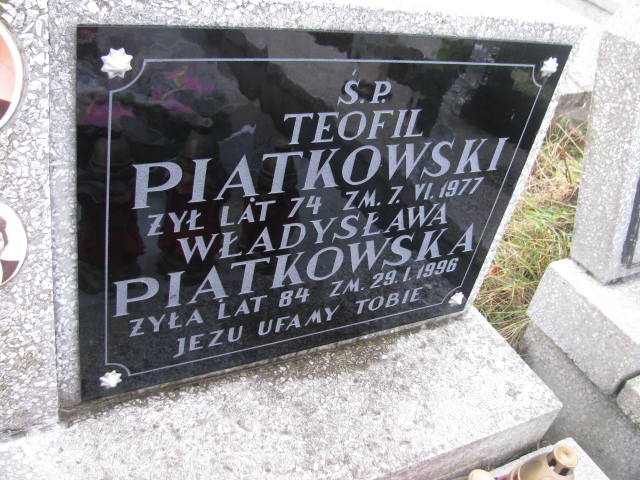 Ś.P.
TEOFIL
PIATKOWSKI
ŻYŁ LAT 74 ZM. 7. VI. 1977
WŁADYSŁAWA
PIATKOWSKA
ŻYŁA LAT 84 ZM. 29. I. 1996
JEZU UFAMY TOBIE